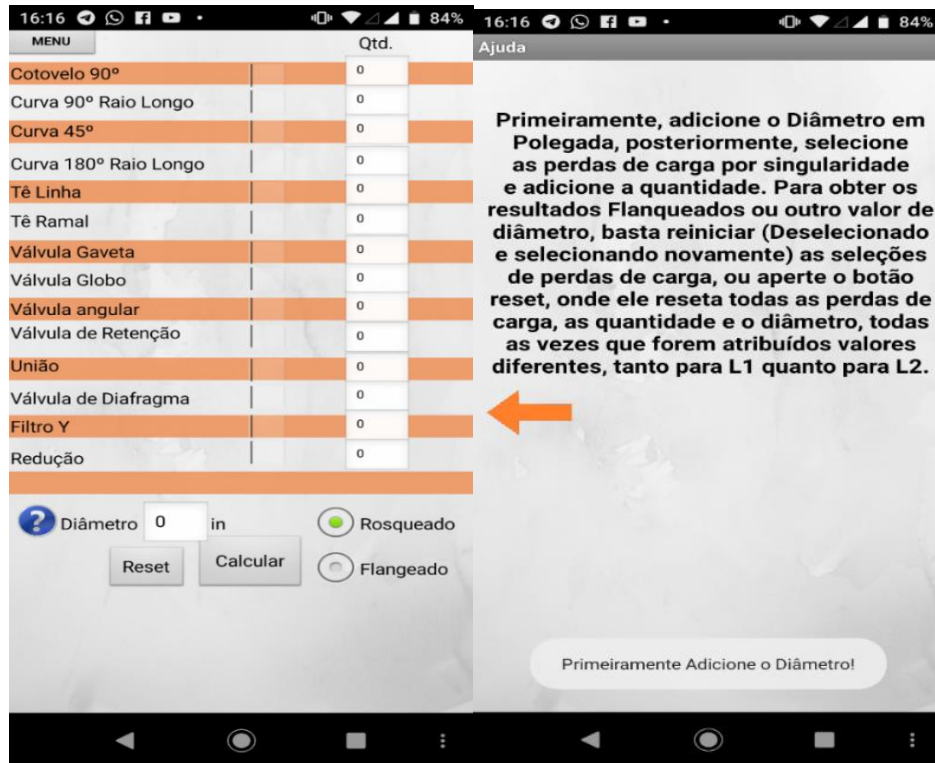 16:16 84%
MENU Qtd.
Cotovelo 90º 0
Curva 90º Raio Longo 0
Curva 45º 0
Curva 180º Raio Longo 0
Tê Linha 0
Tê Ramal 0
Válvula Gaveta 0
Válvula Globo 0
Válvula angular 0
Válvula de Retenção 0
União 0
Válvula de Diafragma 0
Filtro Y 0
Redução 0
? Diâmetro 0 in Rosqueado
Reset Calcular Flangeado
16:16 84%
Ajuda
Primeiramente, adicione o Diâmetro em
Polegada, posteriormente, selecione
as perdas de carga por singularidade
e adicione a quantidade. Para obter os
resultados Flanqueados ou outro valor de
diâmetro, basta reiniciar (Deselecionado
e selecionando novamente) as seleções
de perdas de carga, ou aperte o botão
reset, onde ele reseta todas as perdas de
carga, as quantidade e o diâmetro, todas
as vezes que forem atribuídos valores
diferentes, tanto para L1 quanto para L2.
Primeiramente Adicione o Diâmetro!